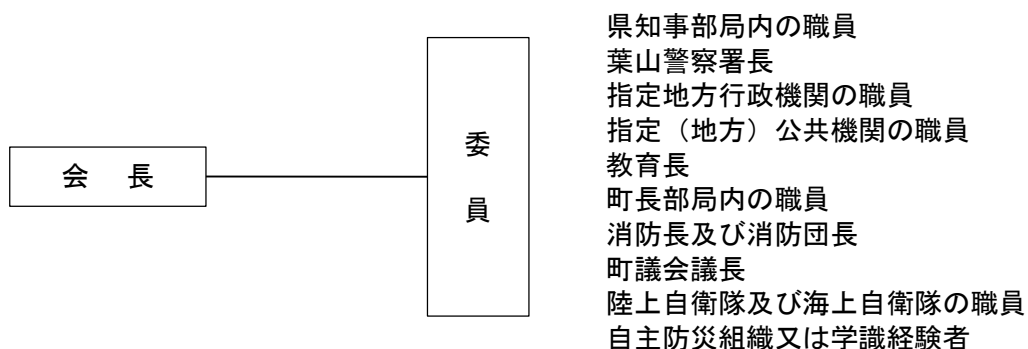 会 長
委
員
県知事部局内の職員
葉山警察署長
指定地方行政機関の職員
指定（地方）公共機関の職員
教育長
町長部局内の職員
消防長及び消防団長
町議会議長
陸上自衛隊及び海上自衛隊の職員
自主防災組織又は学識経験者